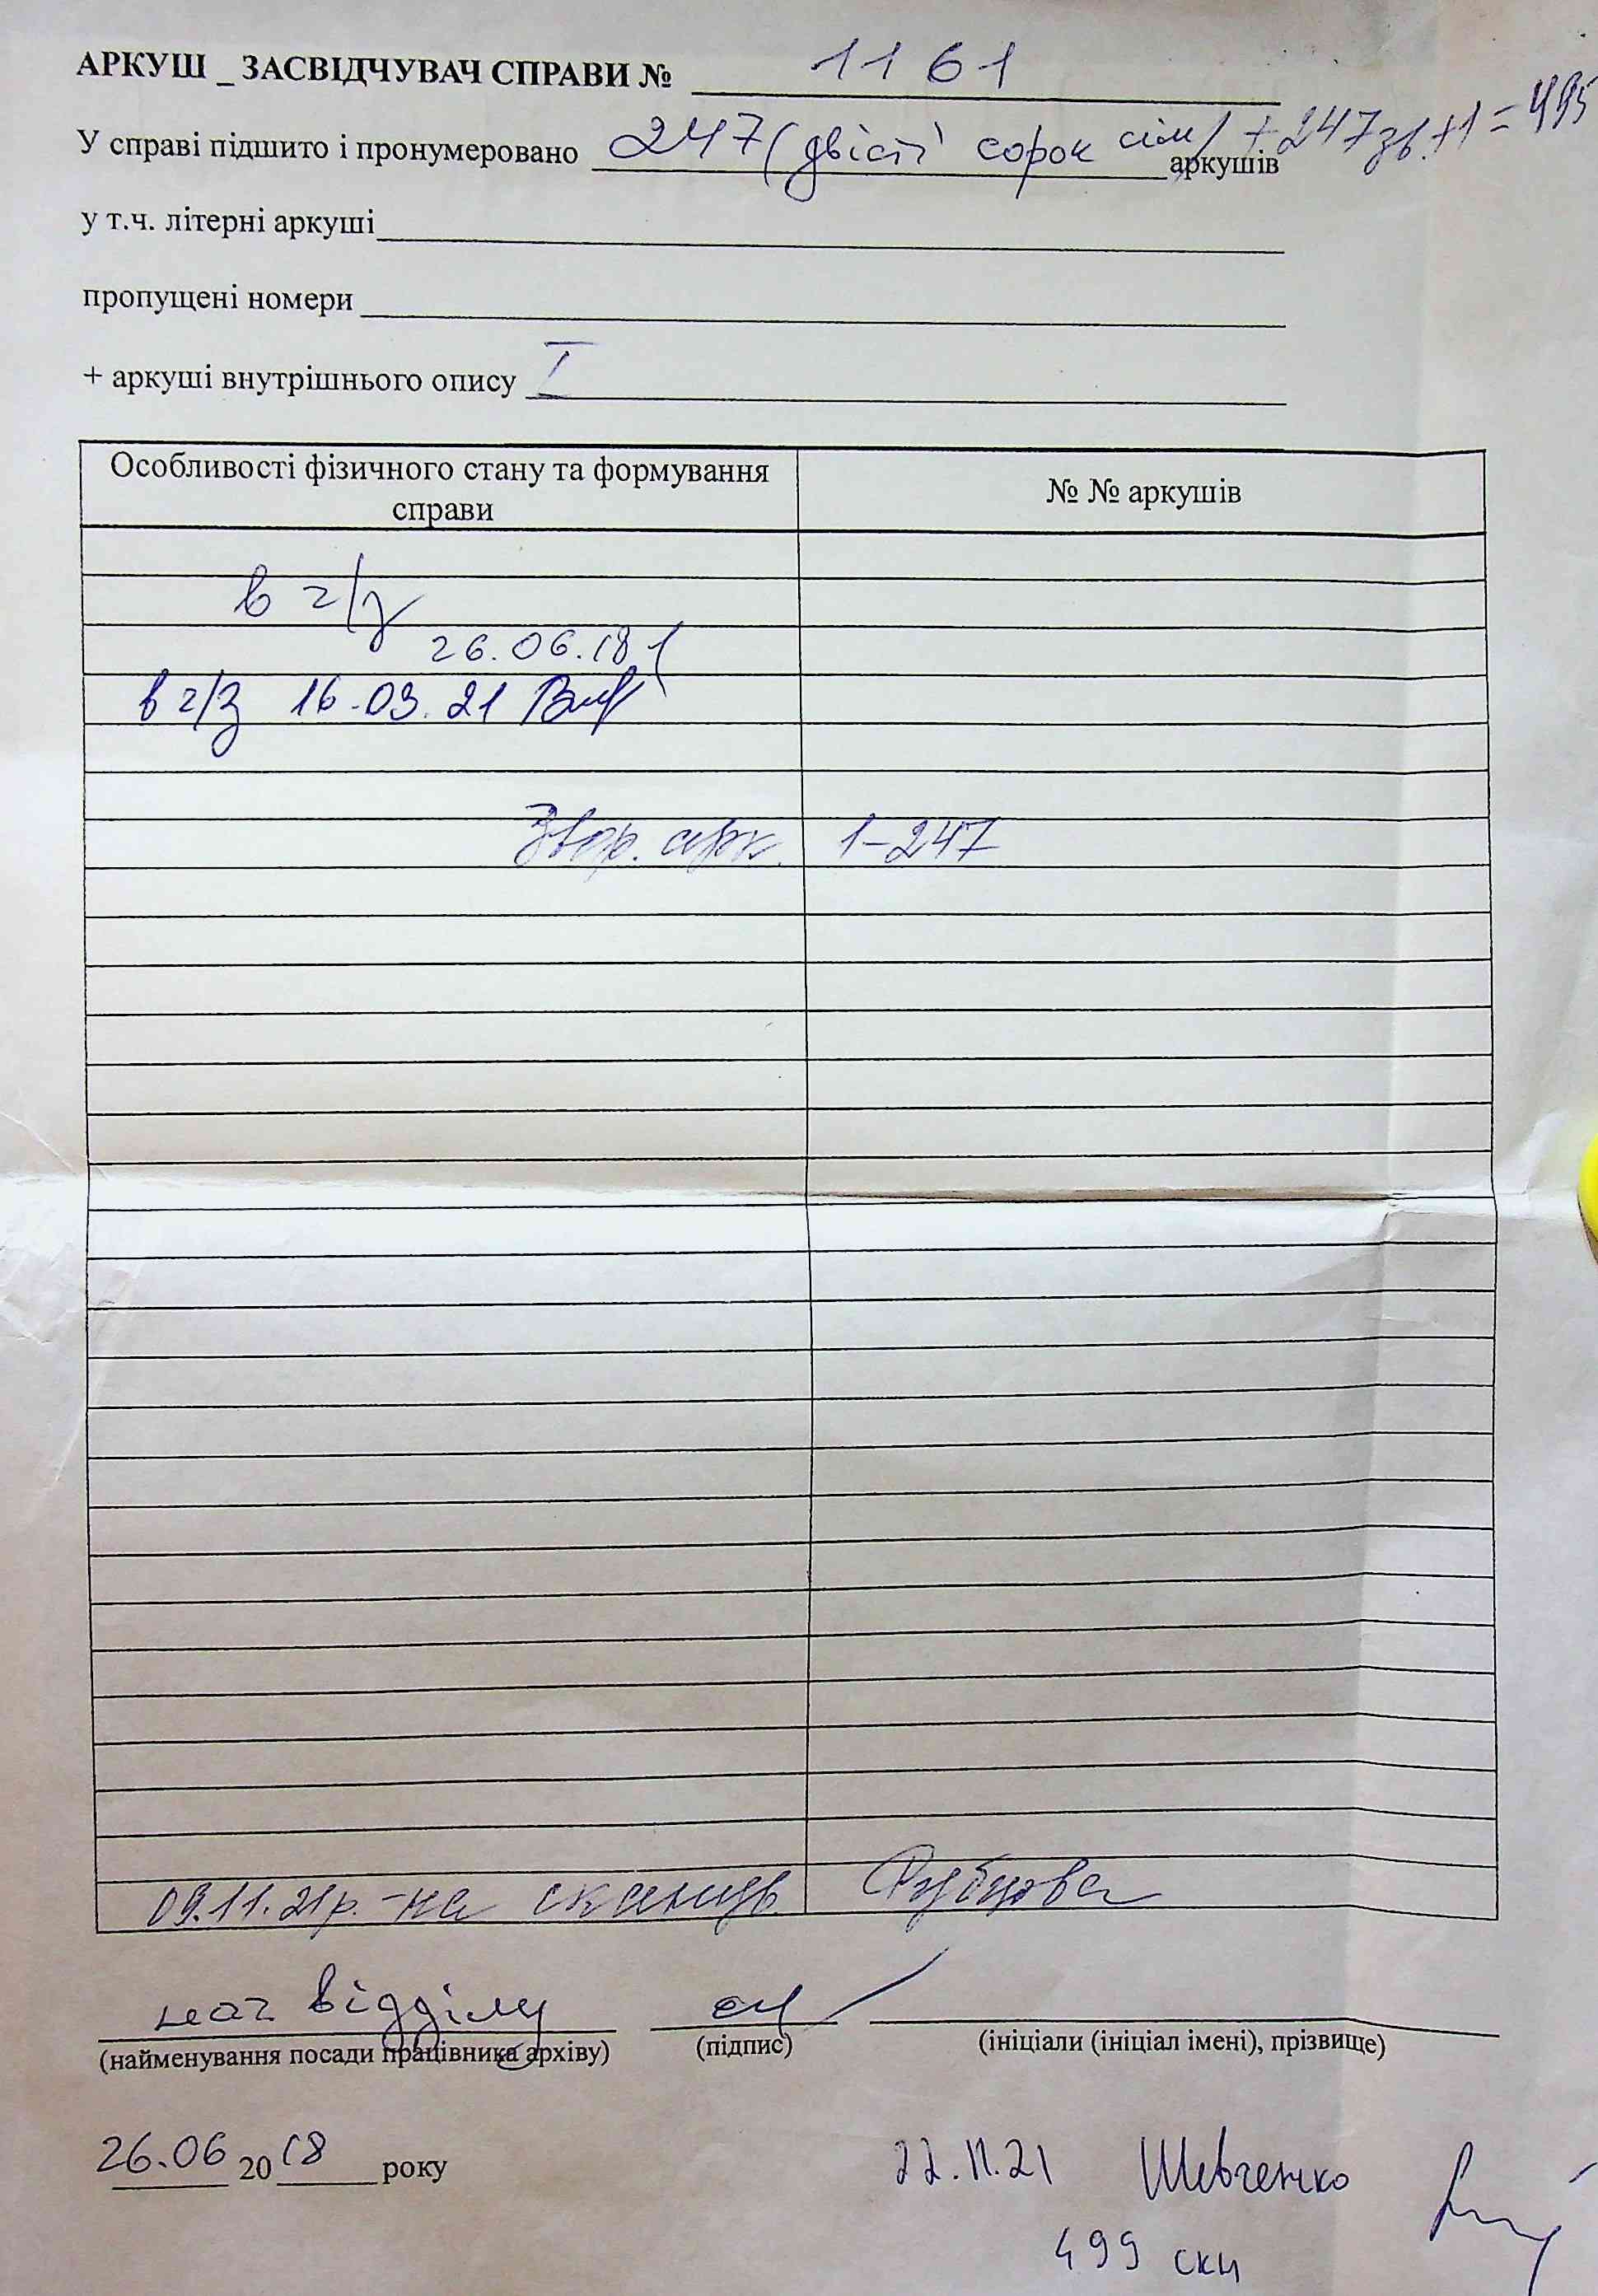 АРКУШ _ ЗАСВІДЧУВАЧ СПРАВИ № 1161
У справі підшито і пронумеровано 247 (двісті сорок сім) + 247 зв. + 1 = 495
аркушів
у т.ч. літерні аркуші
пропущені номери
+ аркуші внутрішнього опису I
Особливості фізичного стану та формування
справи
№ № аркушів
в ч/з
26.06.18
в ч/з 16.03.21
Звор. арк. 1-247
09.11.21р. - на сканув.
нач відділу
(найменування посади працівника архіву) (підпис) (ініціали (ініціал імені), прізвище)
26.06 2018 року
22.11.21 Шевченко
499 ски